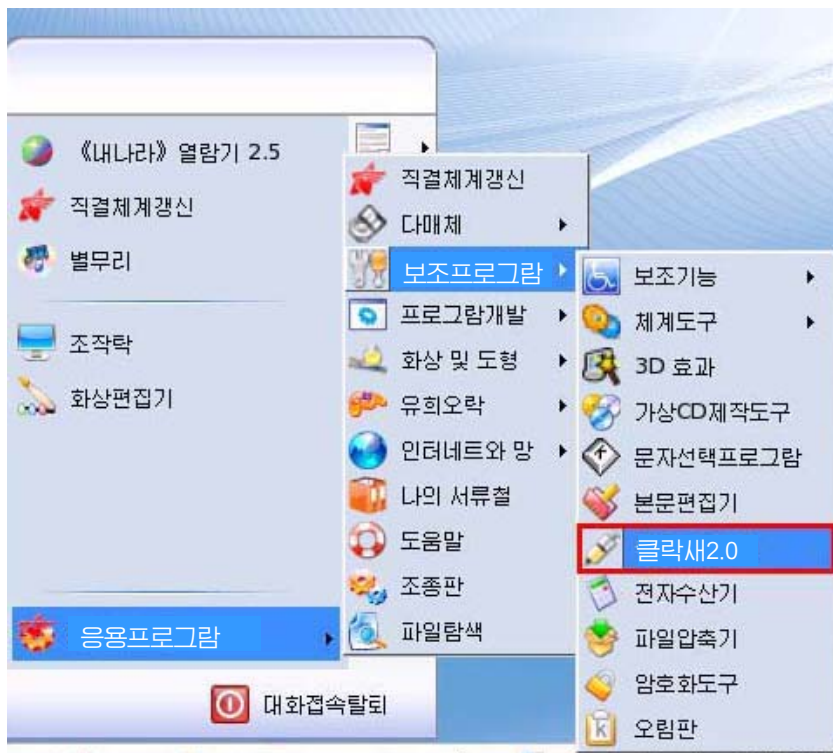 《내나라》 열람기 2.5
직결체계갱신
별무리
조작탁
화상편집기
응용프로그람
대화접속탈퇴
직결체계갱신
다매체
보조프로그람
프로그람개발
화상 및 도형
유희오락
인터네트와 망
나의 서류철
도움말
조종판
파일탐색
보조기능
체계도구
3D 효과
가상CD제작도구
문자선택프로그람
본문편집기
클락새2.0
전자수산기
파일압축기
암호화도구
오림판